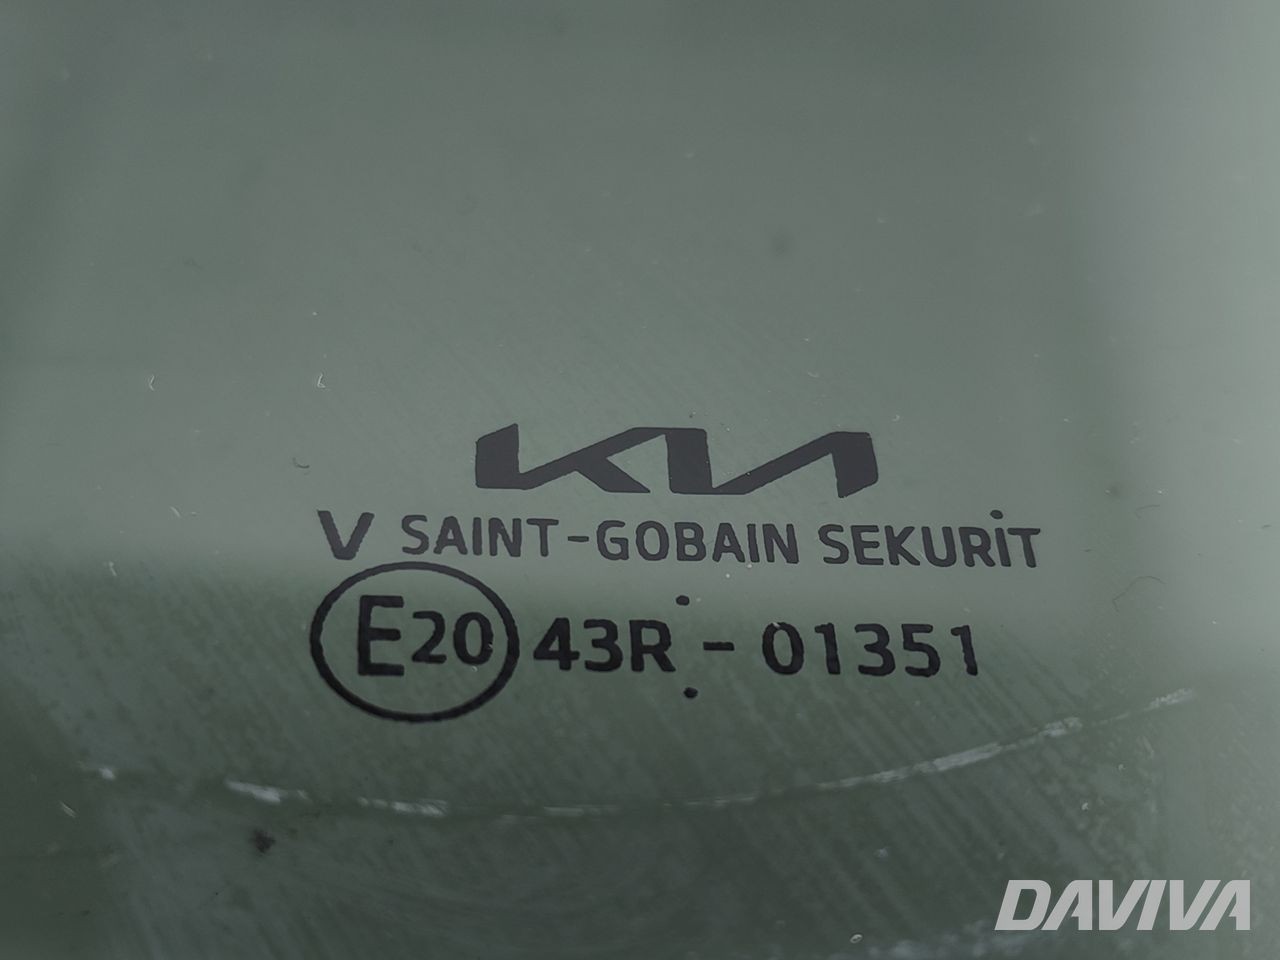 KIA
V SAINT-GOBAIN SEKURIT
E20 43R - 01351
DAVIVA